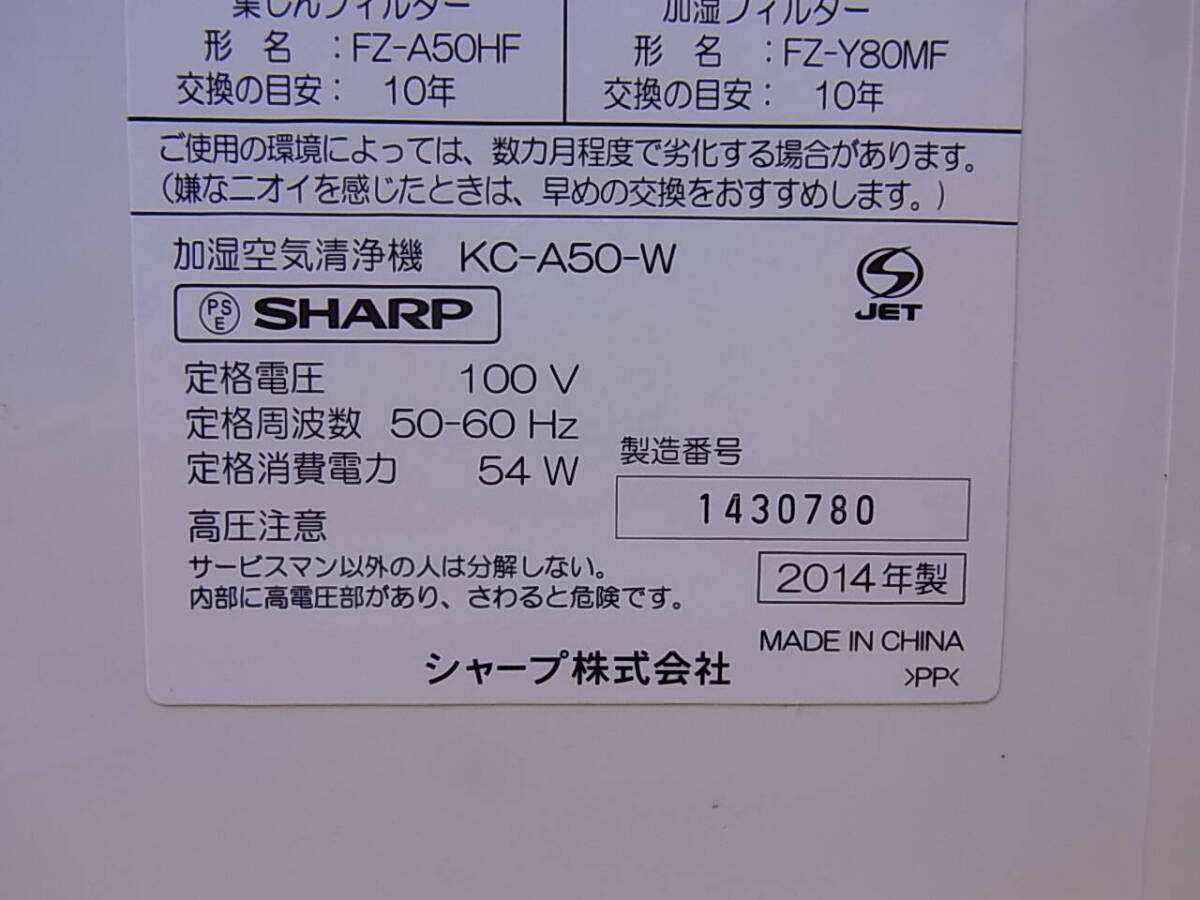 集じんフィルター
形 名 : FZ-A50HF
交換の目安 : 10年
加湿フィルター
形 名 : FZ-Y80MF
交換の目安 : 10年
ご使用の環境によっては、数カ月程度で劣化する場合があります。
(嫌なニオイを感じたときは、早めの交換をおすすめします。)
加湿空気清浄機 KC-A50-W
PSE SHARP
JET
定格電圧 100 V
定格周波数 50-60 Hz
定格消費電力 54 W
製造番号
1430780
高圧注意
サービスマン以外の人は分解しない。
内部に高電圧部があり、さわると危険です。
2014年製
MADE IN CHINA
シャープ株式会社
>PP<